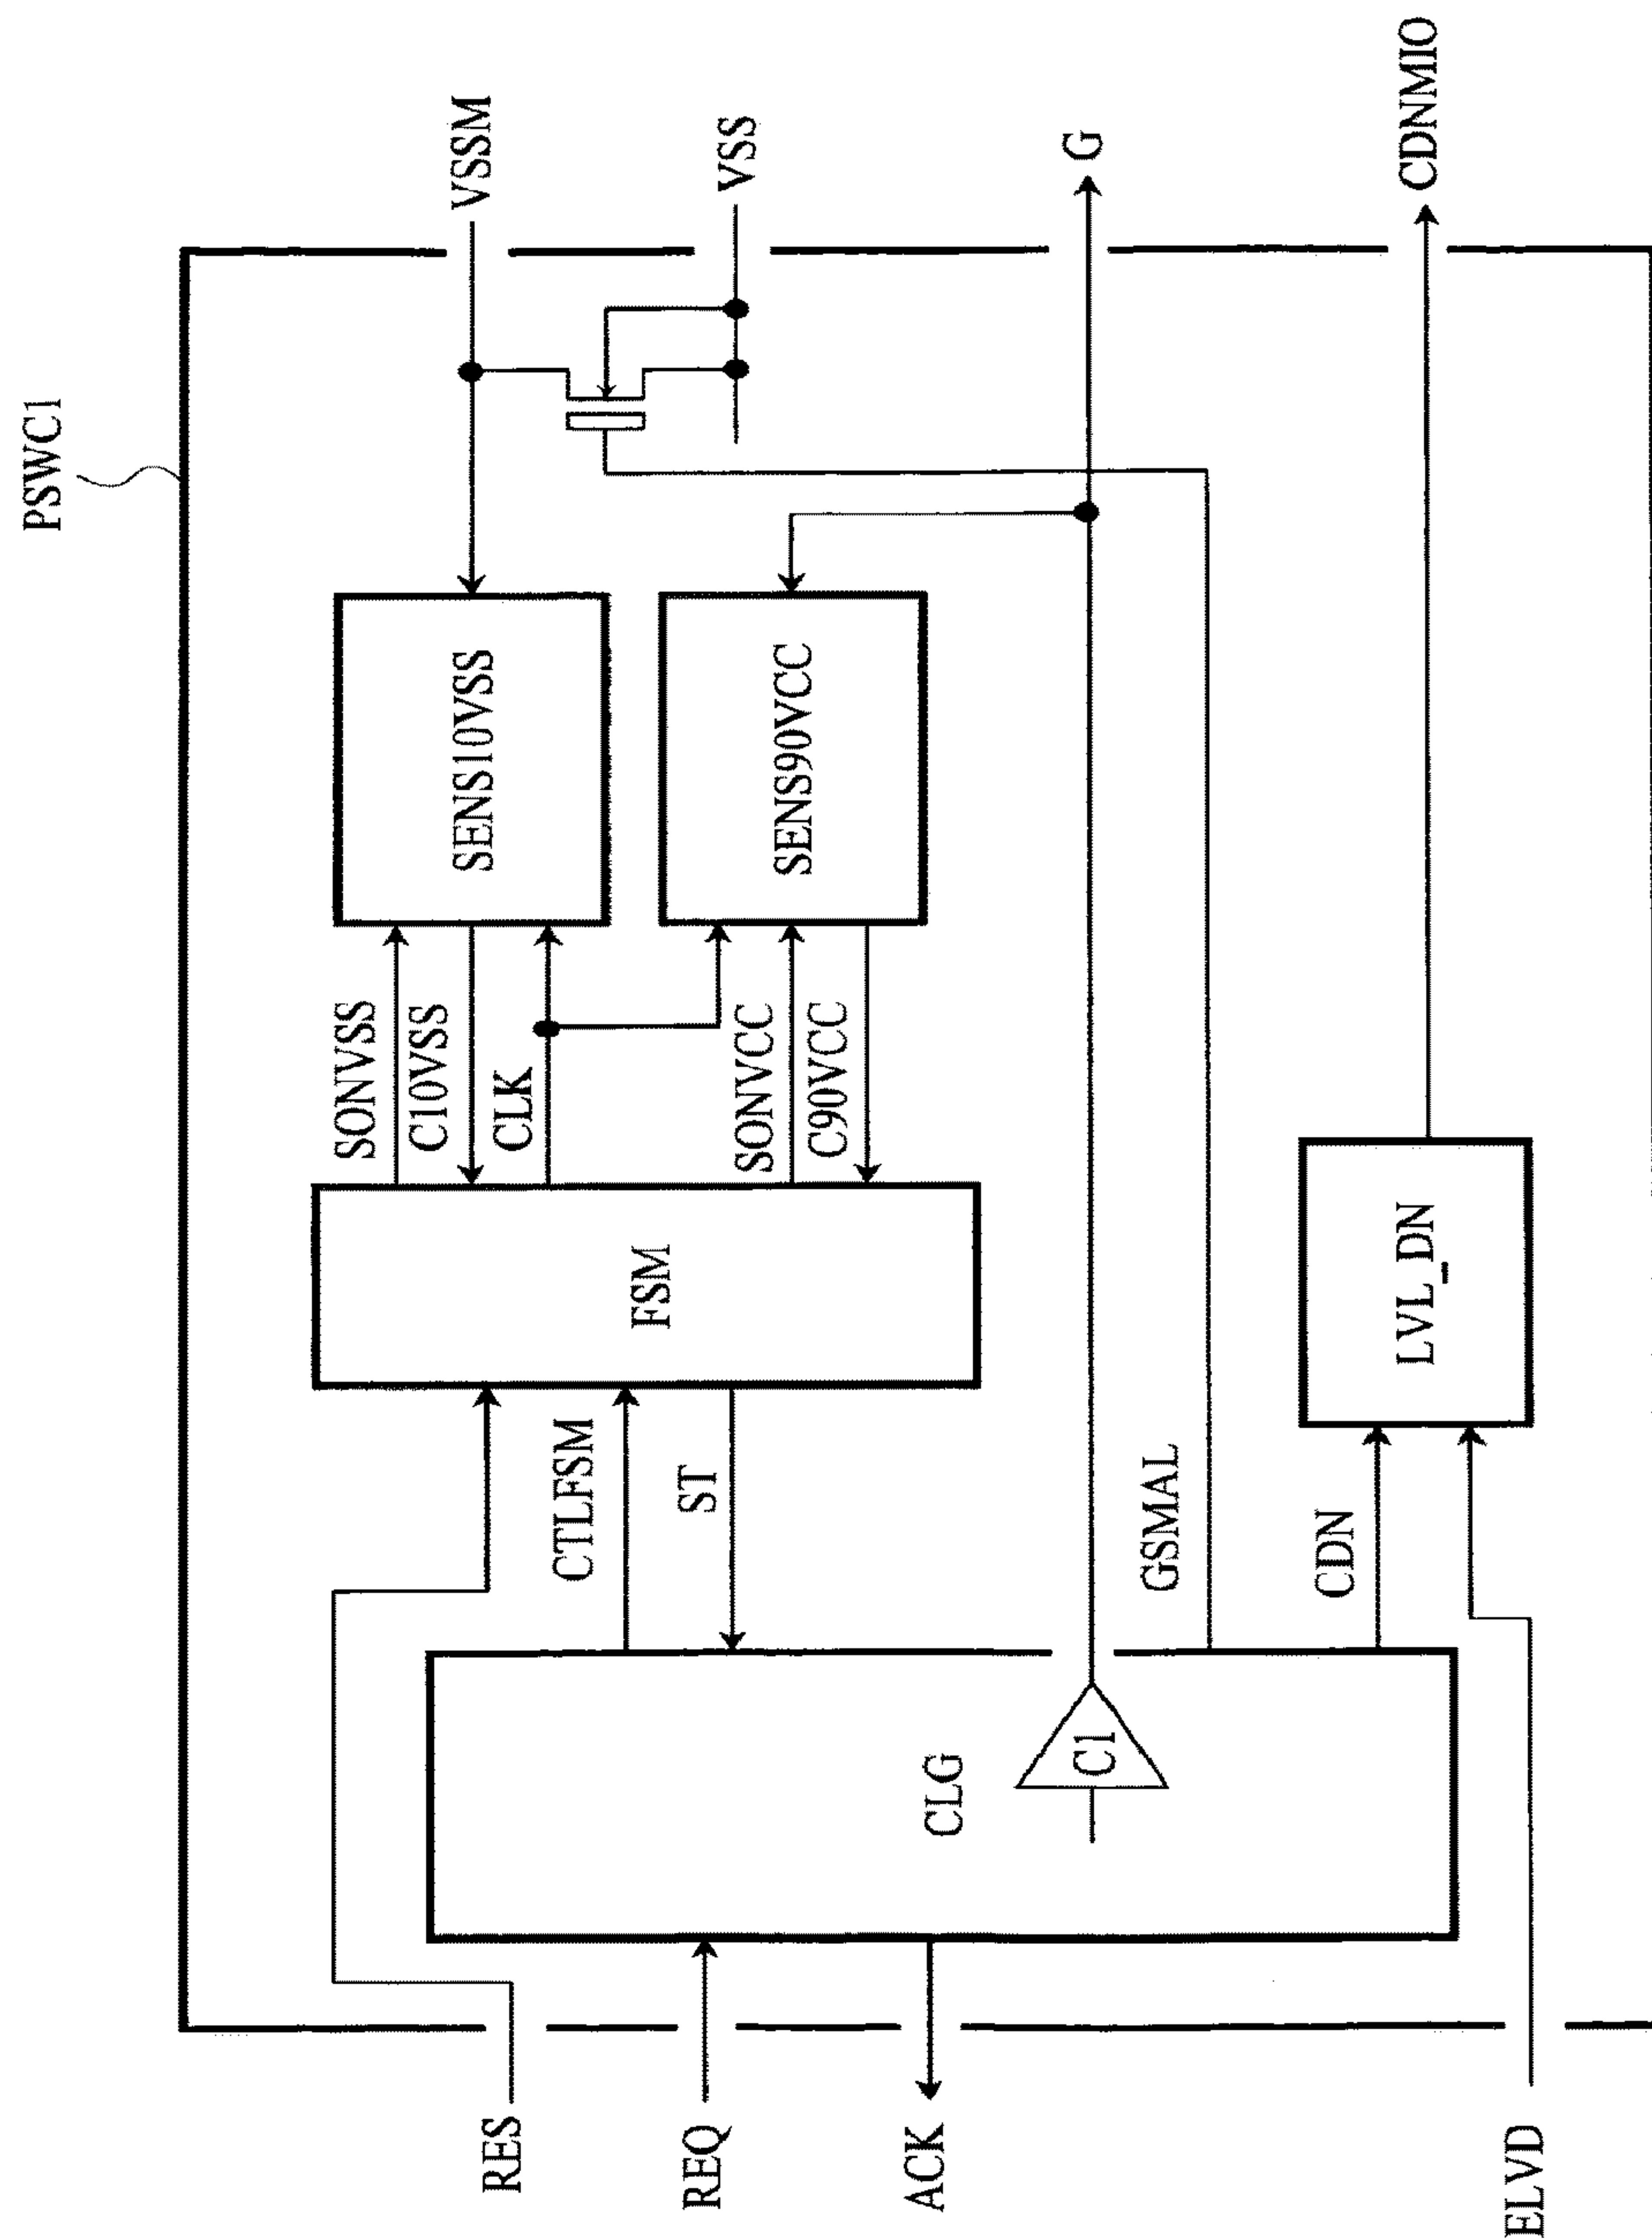 PSWC1
VSSM
VSS
G
CDNMIO
SENS10VSS
SENS90VCC
SONVSS
C10VSS
CLK
SONVCC
C90VCC
FSM
LVL_DN
CTLFSM
ST
GSMAL
CDN
CLG
C1
RES
REQ
ACK
ELVD